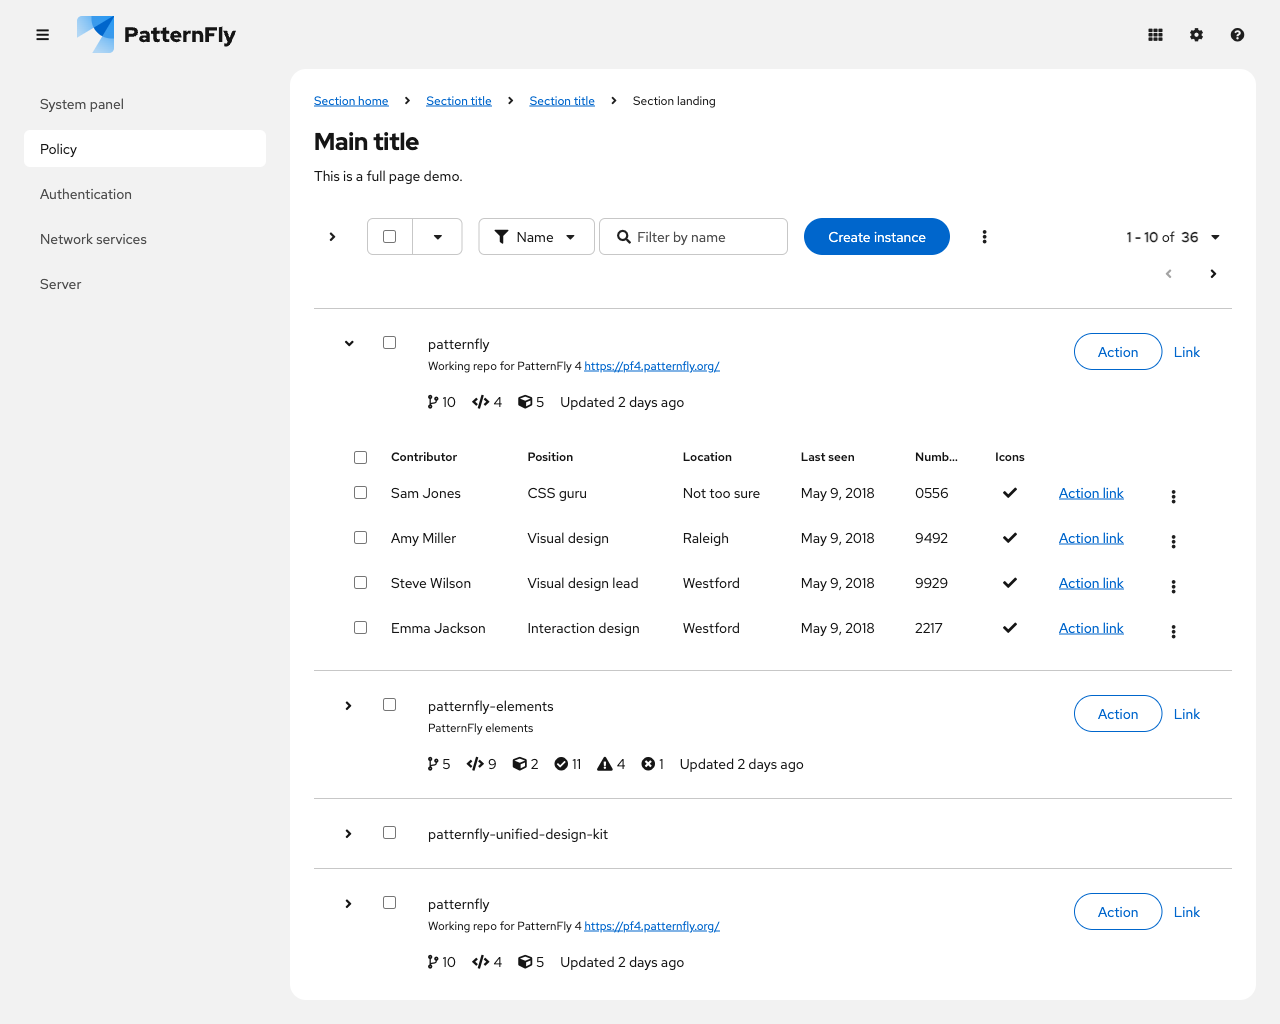 PatternFly
System panel
Policy
Authentication
Network services
Server
Section home
Section title
Section title
Section landing
Main title
This is a full page demo.
Name
Filter by name
Create instance
1 - 10 of 36
patternfly
Working repo for PatternFly 4 https://pf4.patternfly.org/
10 4 5 Updated 2 days ago
Action Link
Contributor Position Location Last seen Numb... Icons
Sam Jones CSS guru Not too sure May 9, 2018 0556 Action link
Amy Miller Visual design Raleigh May 9, 2018 9492 Action link
Steve Wilson Visual design lead Westford May 9, 2018 9929 Action link
Emma Jackson Interaction design Westford May 9, 2018 2217 Action link
patternfly-elements
PatternFly elements
5 9 2 11 4 1 Updated 2 days ago
Action Link
patternfly-unified-design-kit
patternfly
Working repo for PatternFly 4 https://pf4.patternfly.org/
10 4 5 Updated 2 days ago
Action Link